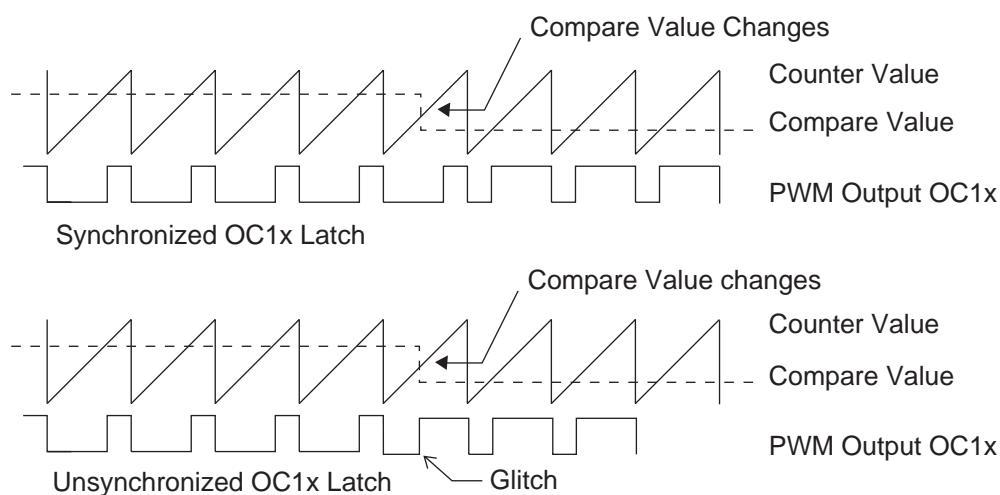 Compare Value Changes
Counter Value
Compare Value
PWM Output OC1x
Synchronized OC1x Latch
Compare Value changes
Counter Value
Compare Value
PWM Output OC1x
Unsynchronized OC1x Latch
Glitch